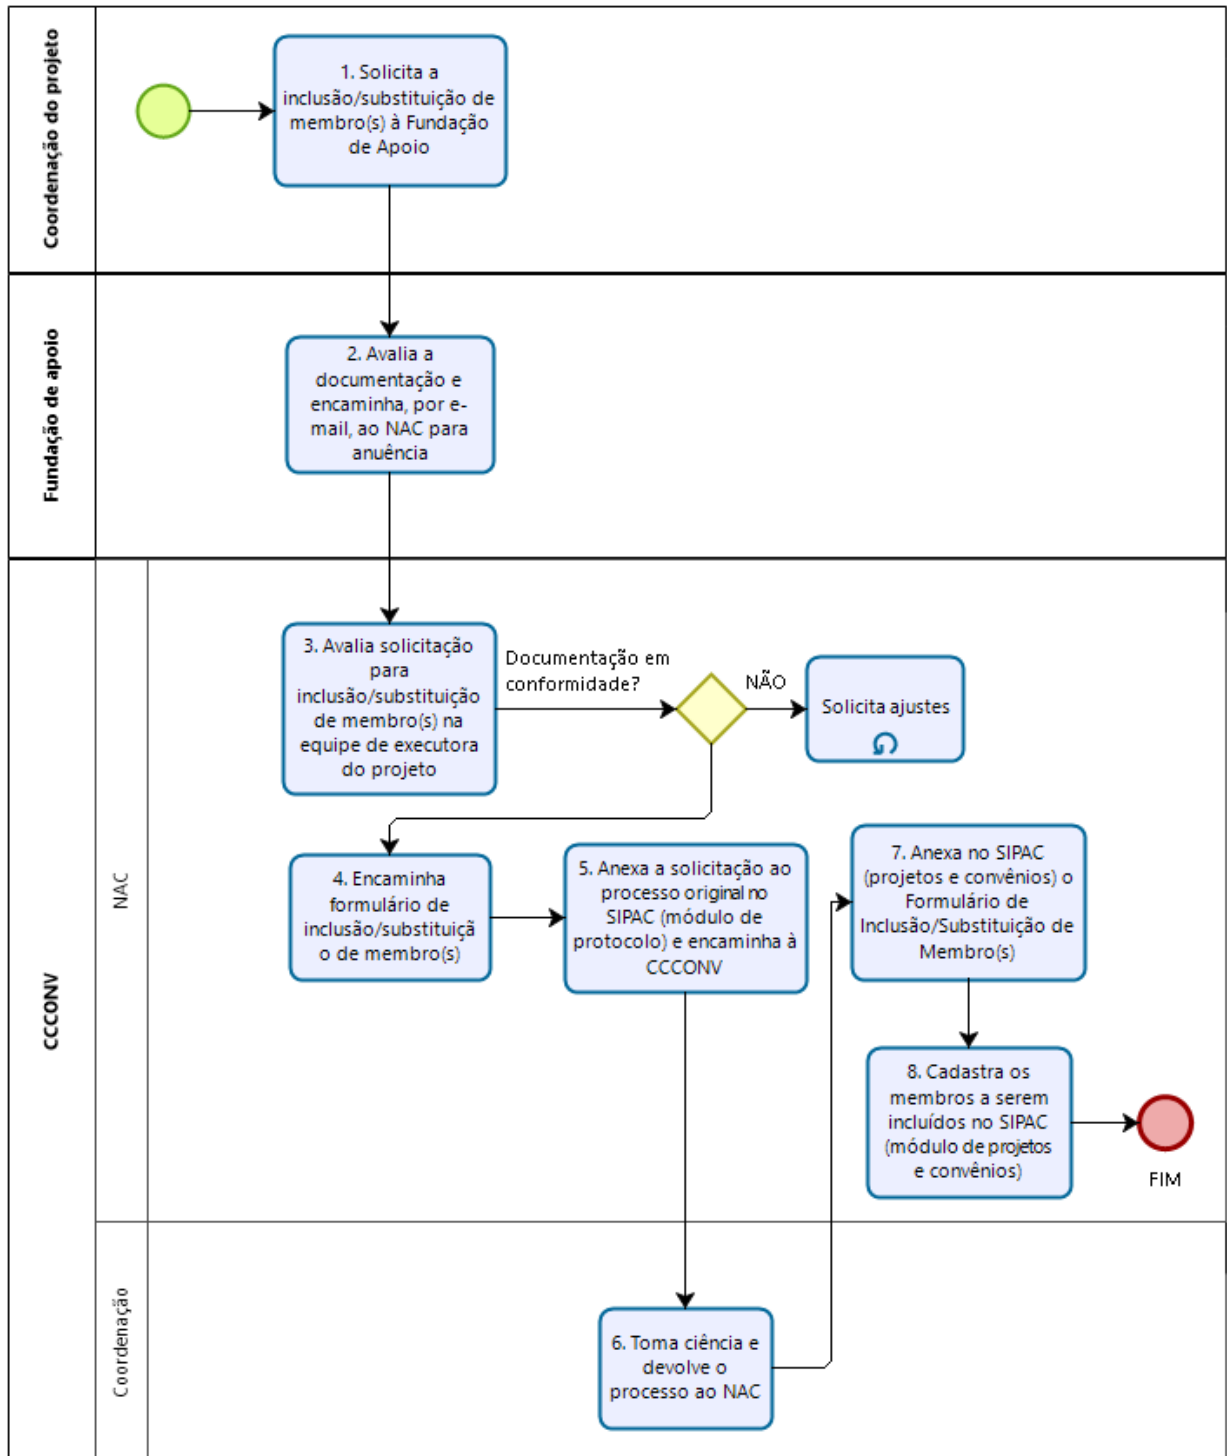 Coordenação do projeto
1. Solicita a
inclusão/substituição de
membro(s) à Fundação
de Apoio
Fundação de apoio
2. Avalia a
documentação e
encaminha, por e-
mail, ao NAC para
anuência
CCCONV
NAC
3. Avalia solicitação
para
inclusão/substituição
de membro(s) na
equipe de executora
do projeto
Documentação em
conformidade?
NÃO
Solicita ajustes
4. Encaminha
formulário de
inclusão/substituiçã
o de membro(s)
5. Anexa a solicitação ao
processo original no
SIPAC (módulo de
protocolo) e encaminha à
CCCONV
7. Anexa no SIPAC
(projetos e convênios) o
Formulário de
Inclusão/Substituição de
Membro(s)
8. Cadastra os
membros a serem
incluídos no SIPAC
(módulo de projetos
e convênios)
FIM
Coordenação
6. Toma ciência e
devolve o
processo ao NAC